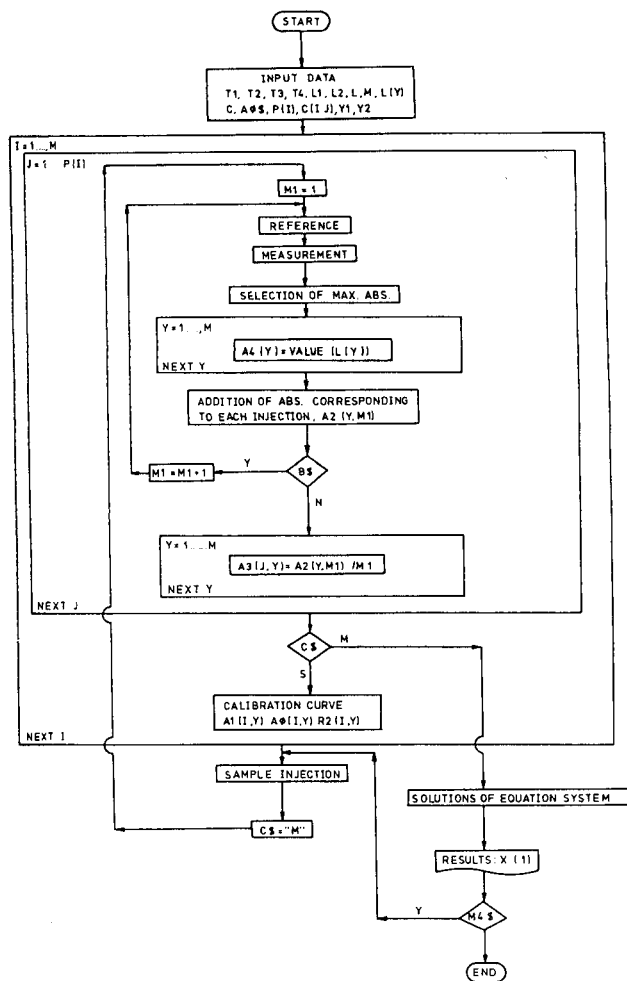 START
INPUT DATA
T1, T2, T3, T4, L1, L2, L, M, L(Y)
C, AΦ$, P(I), C(I J), Y1, Y2
I=1...,M
J=1 P(I)
M1=1
REFERENCE
MEASUREMENT
SELECTION OF MAX. ABS.
Y=1...,M
A4(Y)=VALUE (L(Y))
NEXT Y
ADDITION OF ABS. CORRESPONDING
TO EACH INJECTION, A2 (Y,M1)
B$
Y
M1=M1+1
N
Y=1...,M
A3(J,Y)=A2(Y,M1) /M1
NEXT Y
NEXT J
C$
M
S
CALIBRATION CURVE
A1(I,Y) AΦ(I,Y) R2(I,Y)
NEXT I
SAMPLE INJECTION
C$="M"
SOLUTIONS OF EQUATION SYSTEM
RESULTS: X (1)
M4$
Y
END